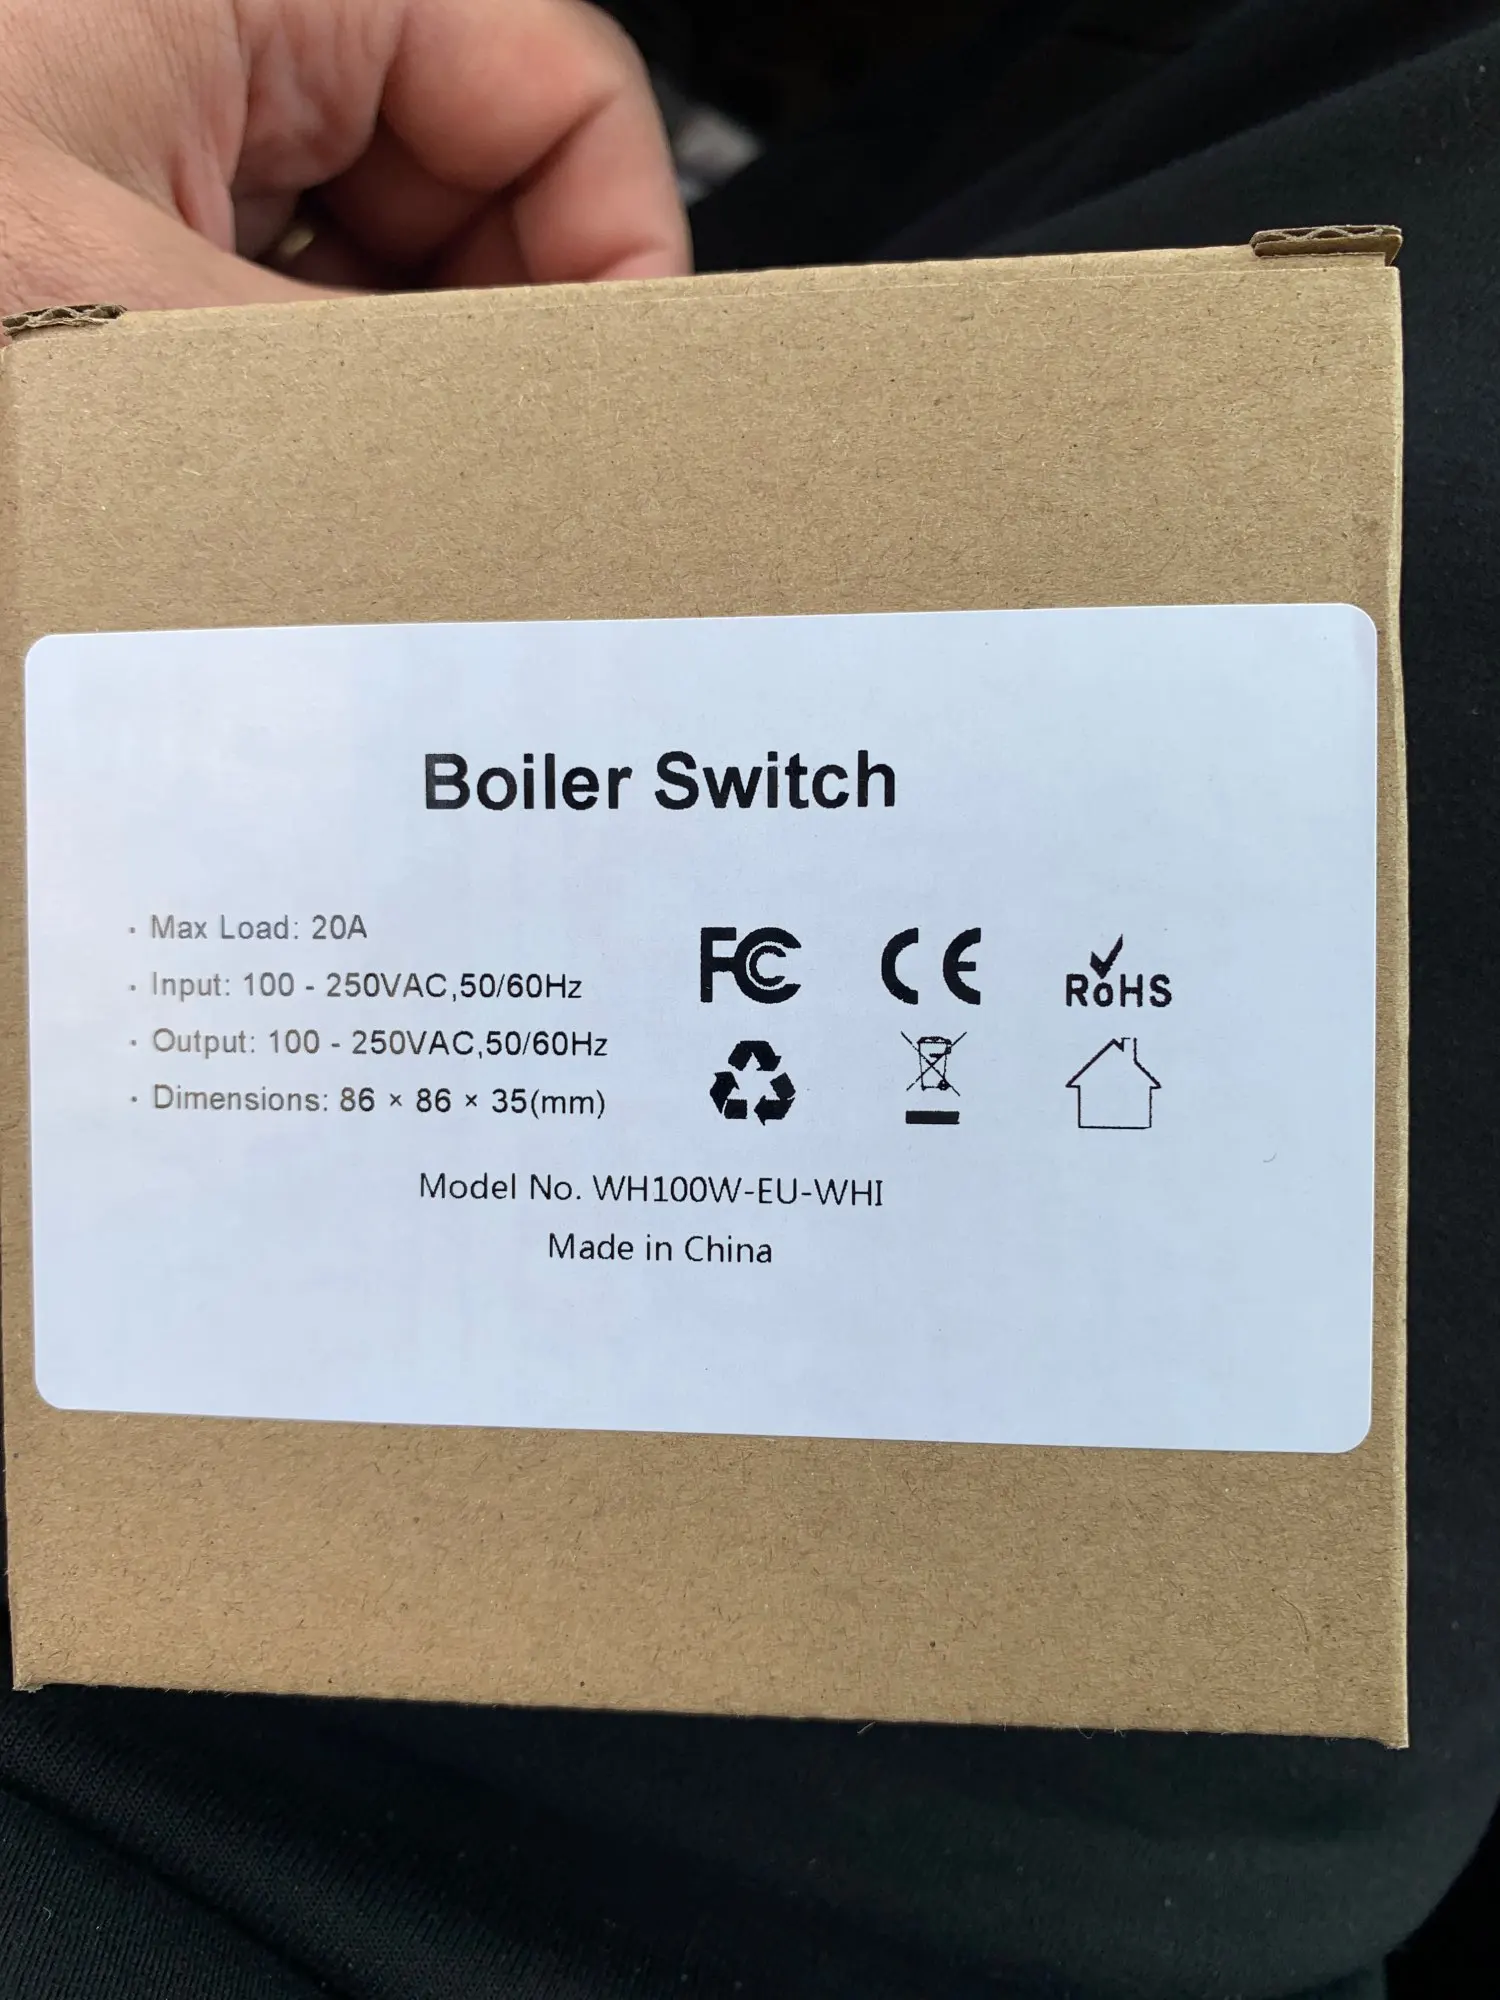 Boiler Switch
· Max Load: 20A
· Input: 100 - 250VAC,50/60Hz
· Output: 100 - 250VAC,50/60Hz
· Dimensions: 86 × 86 × 35(mm)
FC CE RoHS
Model No. WH100W-EU-WHI
Made in China